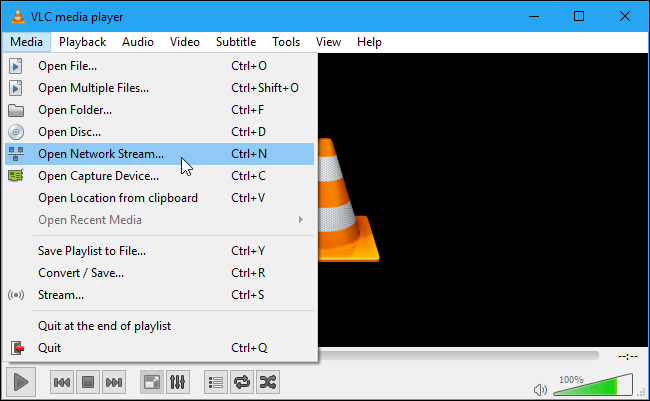 VLC media player
Media Playback Audio Video Subtitle Tools View Help
Open File... Ctrl+O
Open Multiple Files... Ctrl+Shift+O
Open Folder... Ctrl+F
Open Disc... Ctrl+D
Open Network Stream... Ctrl+N
Open Capture Device... Ctrl+C
Open Location from clipboard Ctrl+V
Open Recent Media
Save Playlist to File... Ctrl+Y
Convert / Save... Ctrl+R
Stream... Ctrl+S
Quit at the end of playlist
Quit Ctrl+Q
--:--
100%